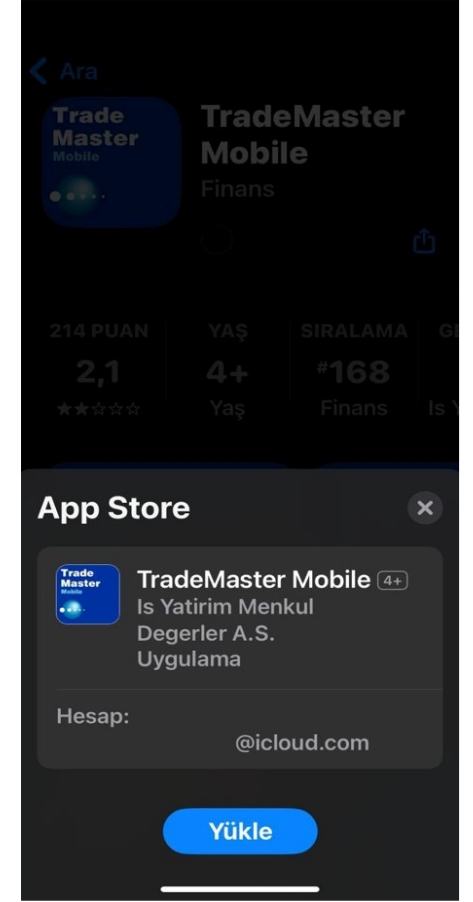 Ara
Trade
Master
Mobile
TradeMaster
Mobile
Finans
214 PUAN YAŞ SIRALAMA
2,1 4+ #168
Yaş Finans Is Y
App Store
Trade
Master
Mobile
TradeMaster Mobile 4+
Is Yatirim Menkul
Degerler A.S.
Uygulama
Hesap:
@icloud.com
Yükle